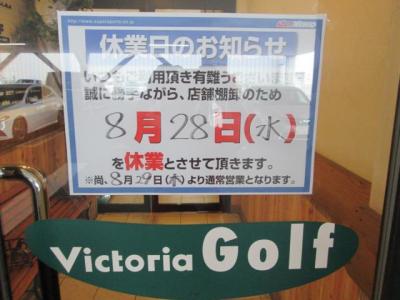 休業日のお知らせ
いつもご利用頂き有難うございます。
誠に勝手ながら、店舗棚卸のため
8月28日(水)
を休業とさせて頂きます。
※尚、8月29日(木)より通常営業となります。
Victoria Golf